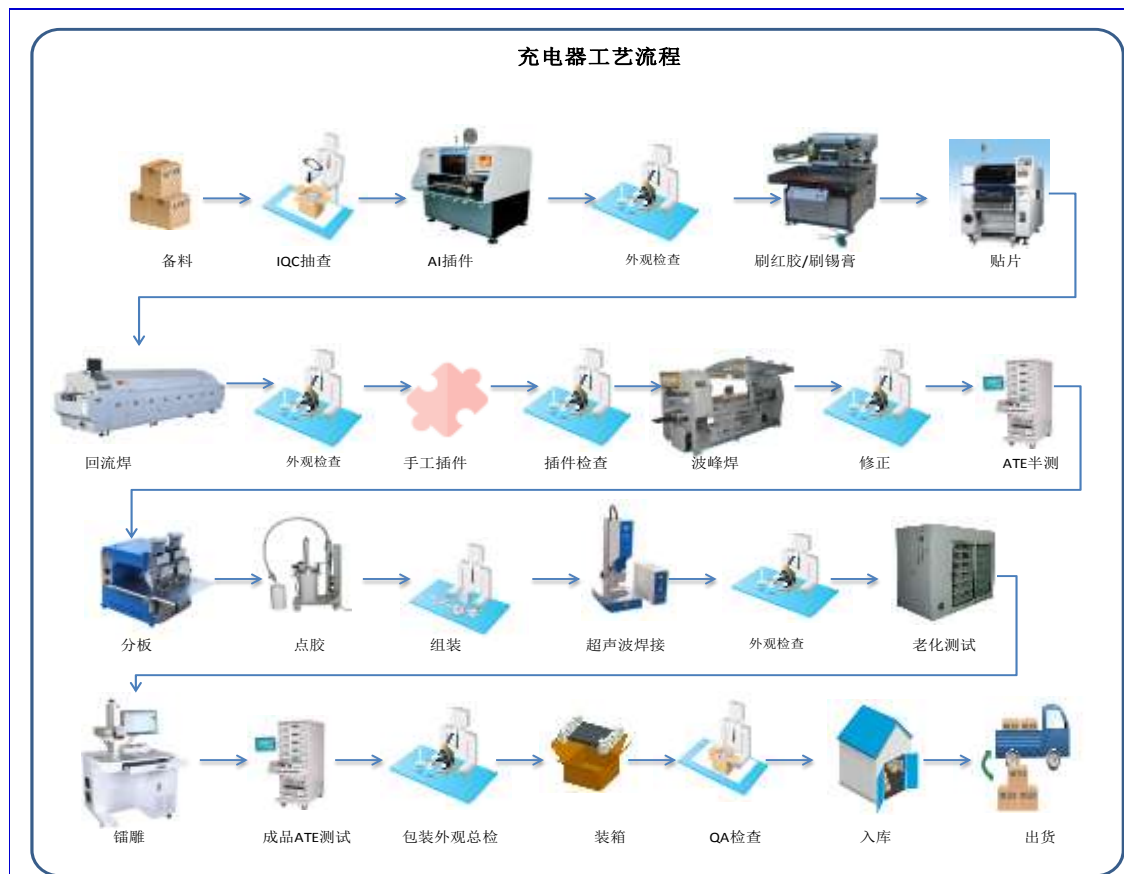 充电器工艺流程
备料
IQC抽查
AI插件
外观检查
刷红胶/刷锡膏
贴片
回流焊
外观检查
手工插件
插件检查
波峰焊
修正
ATE半测
分板
点胶
组装
超声波焊接
外观检查
老化测试
镭雕
成品ATE测试
包装外观总检
装箱
QA检查
入库
出货